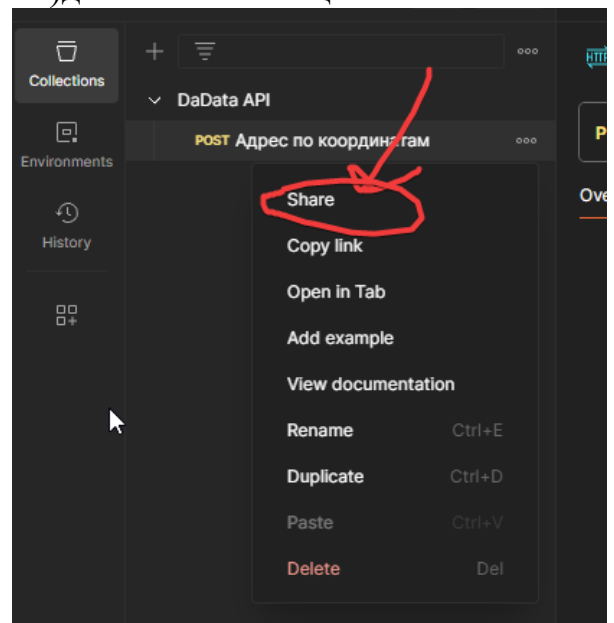 Collections
Environments
History
DaData API
POST Адрес по координатам
Share
Copy link
Open in Tab
Add example
View documentation
Rename Ctrl+E
Duplicate Ctrl+D
Paste Ctrl+V
Delete Del
HTTP
P
Ove